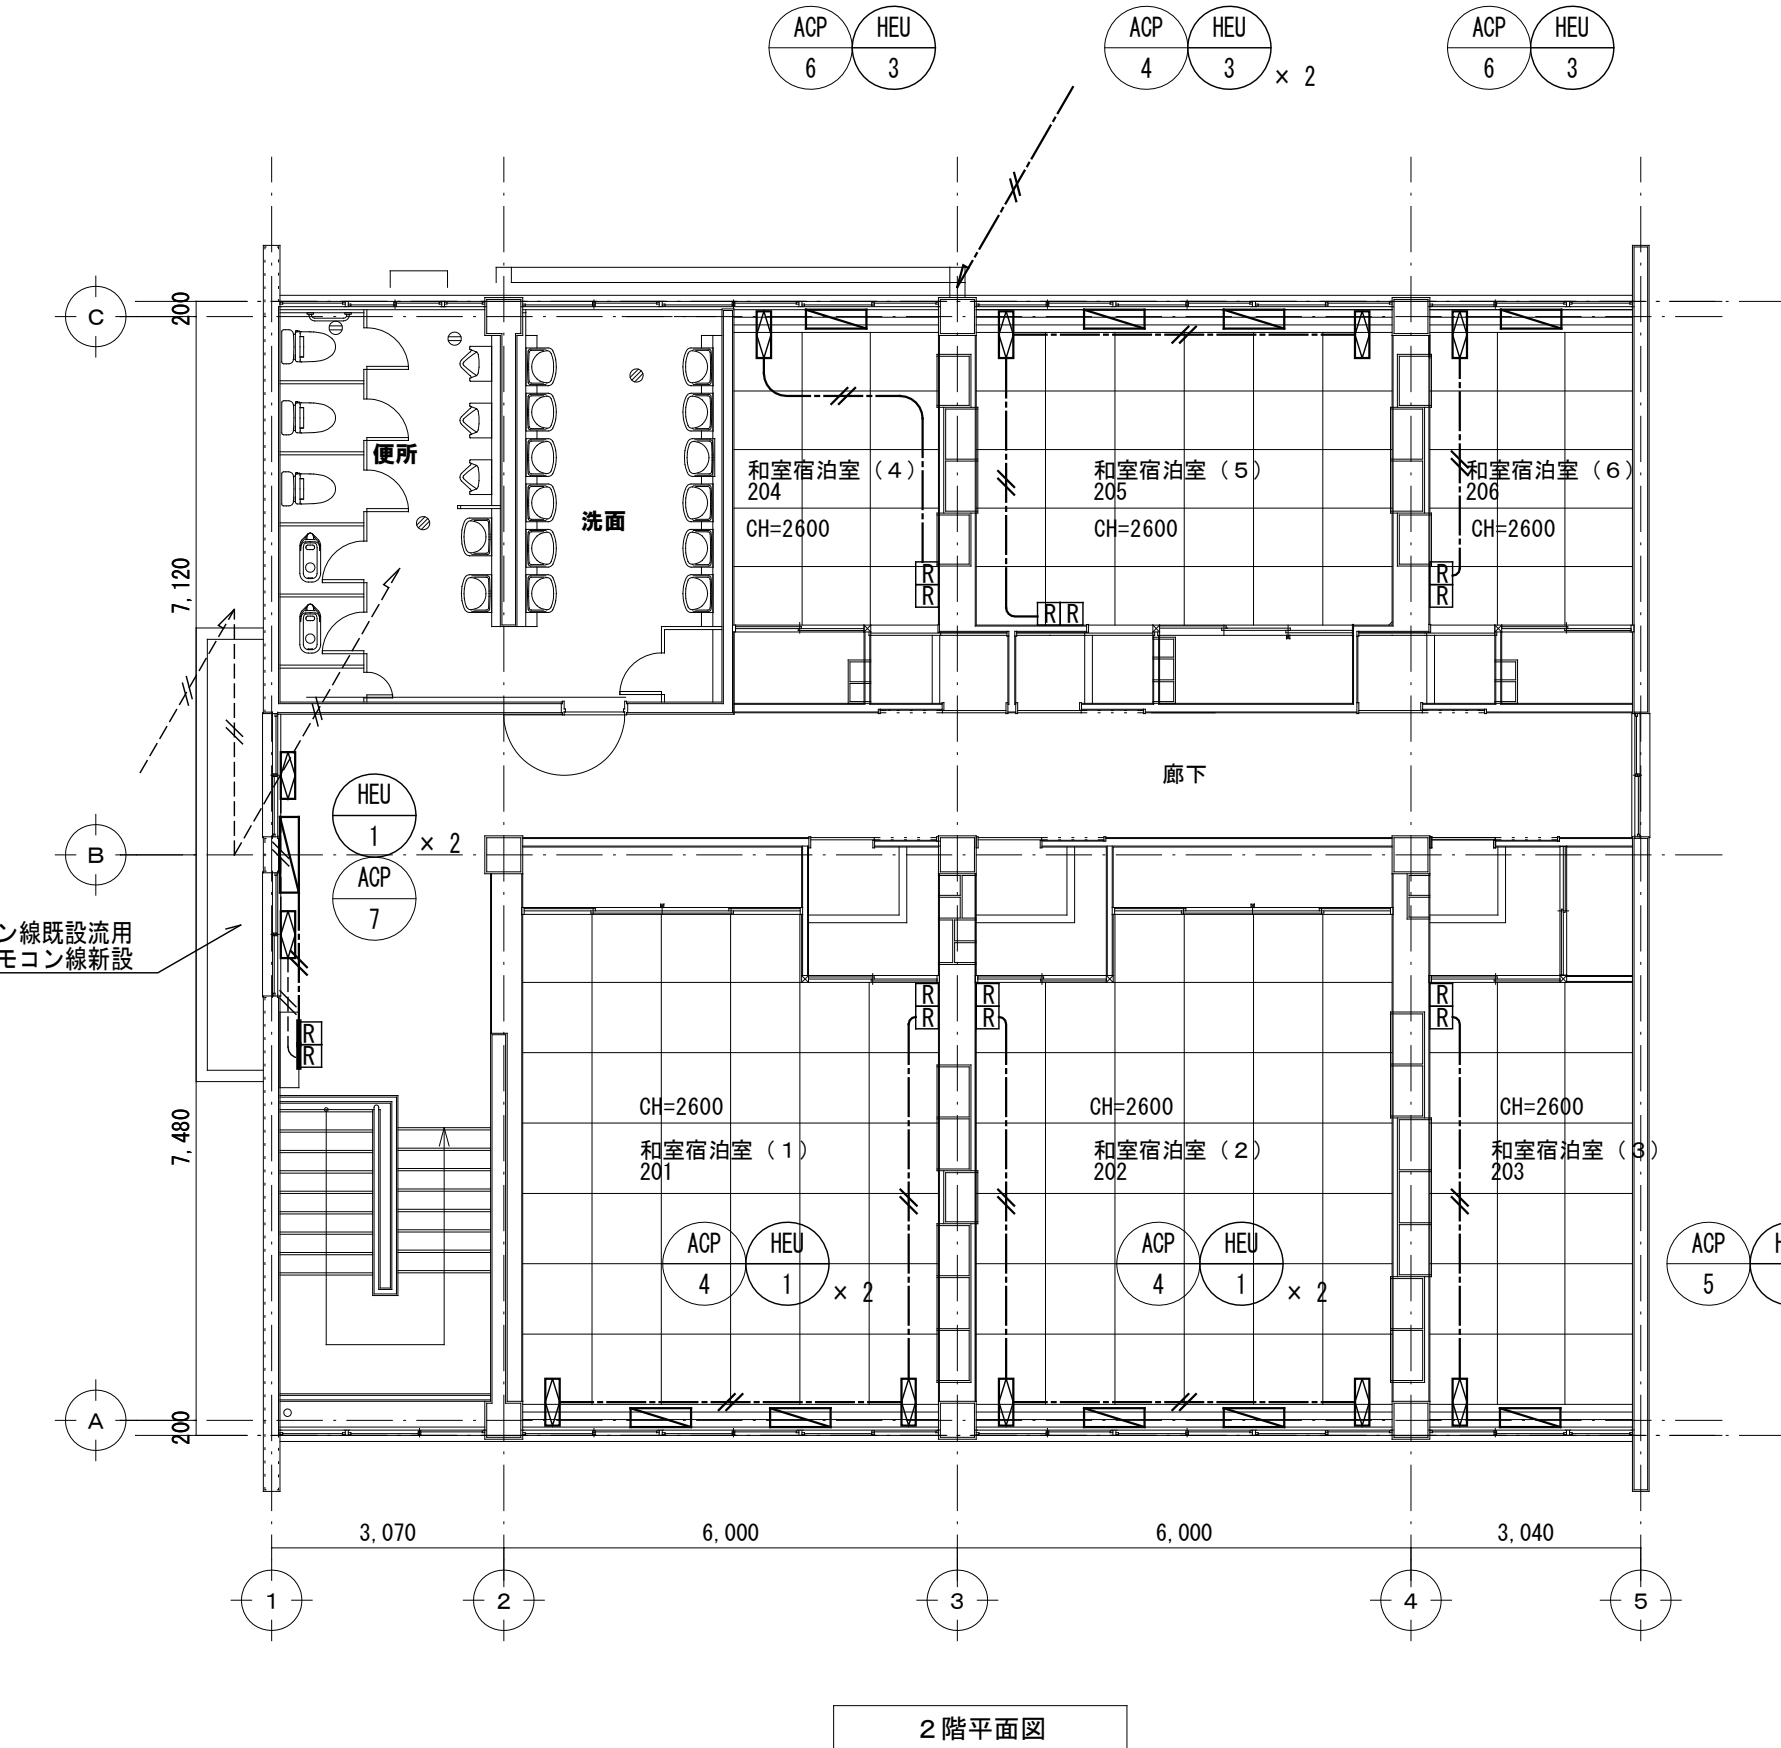 ACP HEU
6 3
ACP HEU
4 3 × 2
ACP HEU
6 3
C
200
便所
洗面
和室宿泊室（４）
204
CH=2600
和室宿泊室（５）
205
CH=2600
和室宿泊室（６）
206
CH=2600
R
R
R R
R
R
7,120
廊下
HEU
1 × 2
ACP
7
B
ン線既設流用
モコン線新設
R
R
R
R
R
R
R
R
7,480
CH=2600
和室宿泊室（１）
201
CH=2600
和室宿泊室（２）
202
CH=2600
和室宿泊室（３）
203
ACP HEU
4 1 × 2
ACP HEU
4 1 × 2
ACP
5
A
200
3,070 6,000 6,000 3,040
1 2 3 4 5
２階平面図